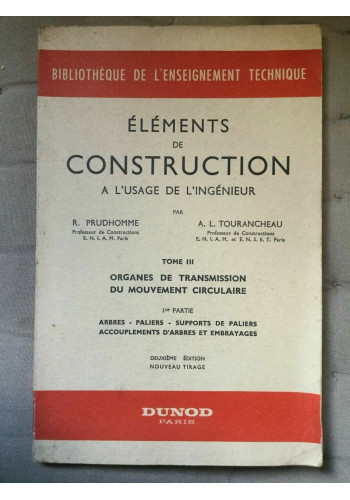 BIBLIOTHÈQUE DE L'ENSEIGNEMENT TECHNIQUE
ÉLÉMENTS
DE
CONSTRUCTION
A L'USAGE DE L'INGÉNIEUR
PAR
R. PRUDHOMME
Professeur de Constructions
E. N. I. A. M. Paris
A. L. TOURANCHEAU
Professeur de Constructions
E. N. I. A. M. et E. N. S. E. T. Paris
TOME III
ORGANES DE TRANSMISSION
DU MOUVEMENT CIRCULAIRE
1re PARTIE
ARBRES - PALIERS - SUPPORTS DE PALIERS
ACCOUPLEMENTS D'ARBRES ET EMBRAYAGES
DEUXIÈME ÉDITION
NOUVEAU TIRAGE
DUNOD
PARIS